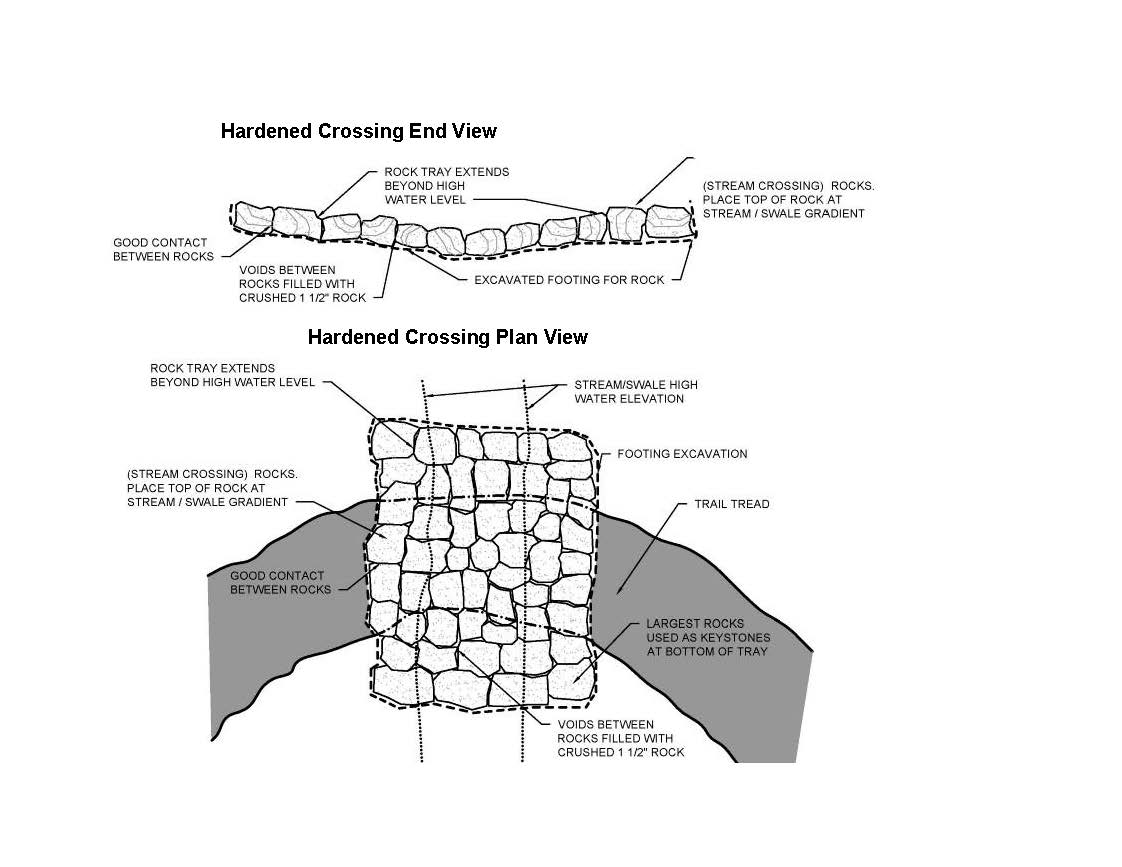 Hardened Crossing End View
ROCK TRAY EXTENDS
BEYOND HIGH
WATER LEVEL
(STREAM CROSSING) ROCKS.
PLACE TOP OF ROCK AT
STREAM / SWALE GRADIENT
GOOD CONTACT
BETWEEN ROCKS
VOIDS BETWEEN
ROCKS FILLED WITH
CRUSHED 1 1/2" ROCK
EXCAVATED FOOTING FOR ROCK
Hardened Crossing Plan View
ROCK TRAY EXTENDS
BEYOND HIGH WATER LEVEL
STREAM/SWALE HIGH
WATER ELEVATION
FOOTING EXCAVATION
(STREAM CROSSING) ROCKS.
PLACE TOP OF ROCK AT
STREAM / SWALE GRADIENT
TRAIL TREAD
GOOD CONTACT
BETWEEN ROCKS
LARGEST ROCKS
USED AS KEYSTONES
AT BOTTOM OF TRAY
VOIDS BETWEEN
ROCKS FILLED WITH
CRUSHED 1 1/2" ROCK